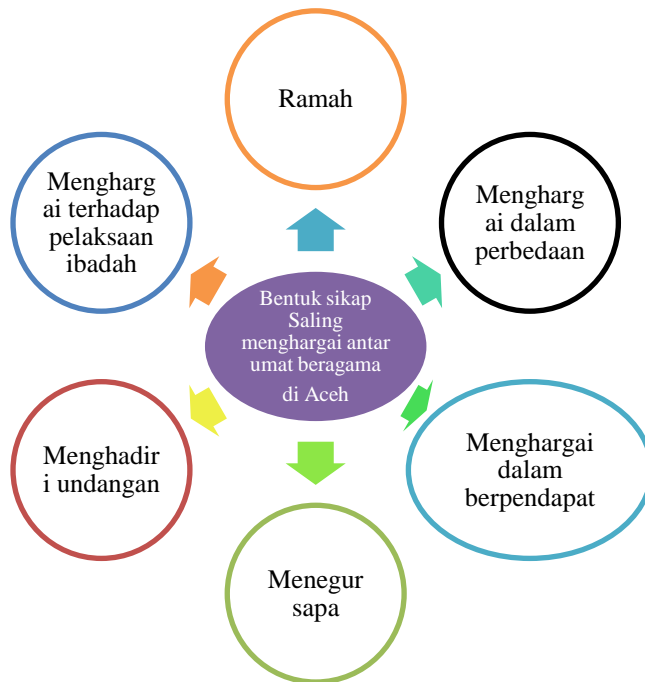 Ramah
Mengharg
ai terhadap
pelaksaan
ibadah
Mengharg
ai dalam
perbedaan
Bentuk sikap
Saling
menghargai antar
umat beragama
di Aceh
Menghadir
i undangan
Menghargai
dalam
berpendapat
Menegur
sapa